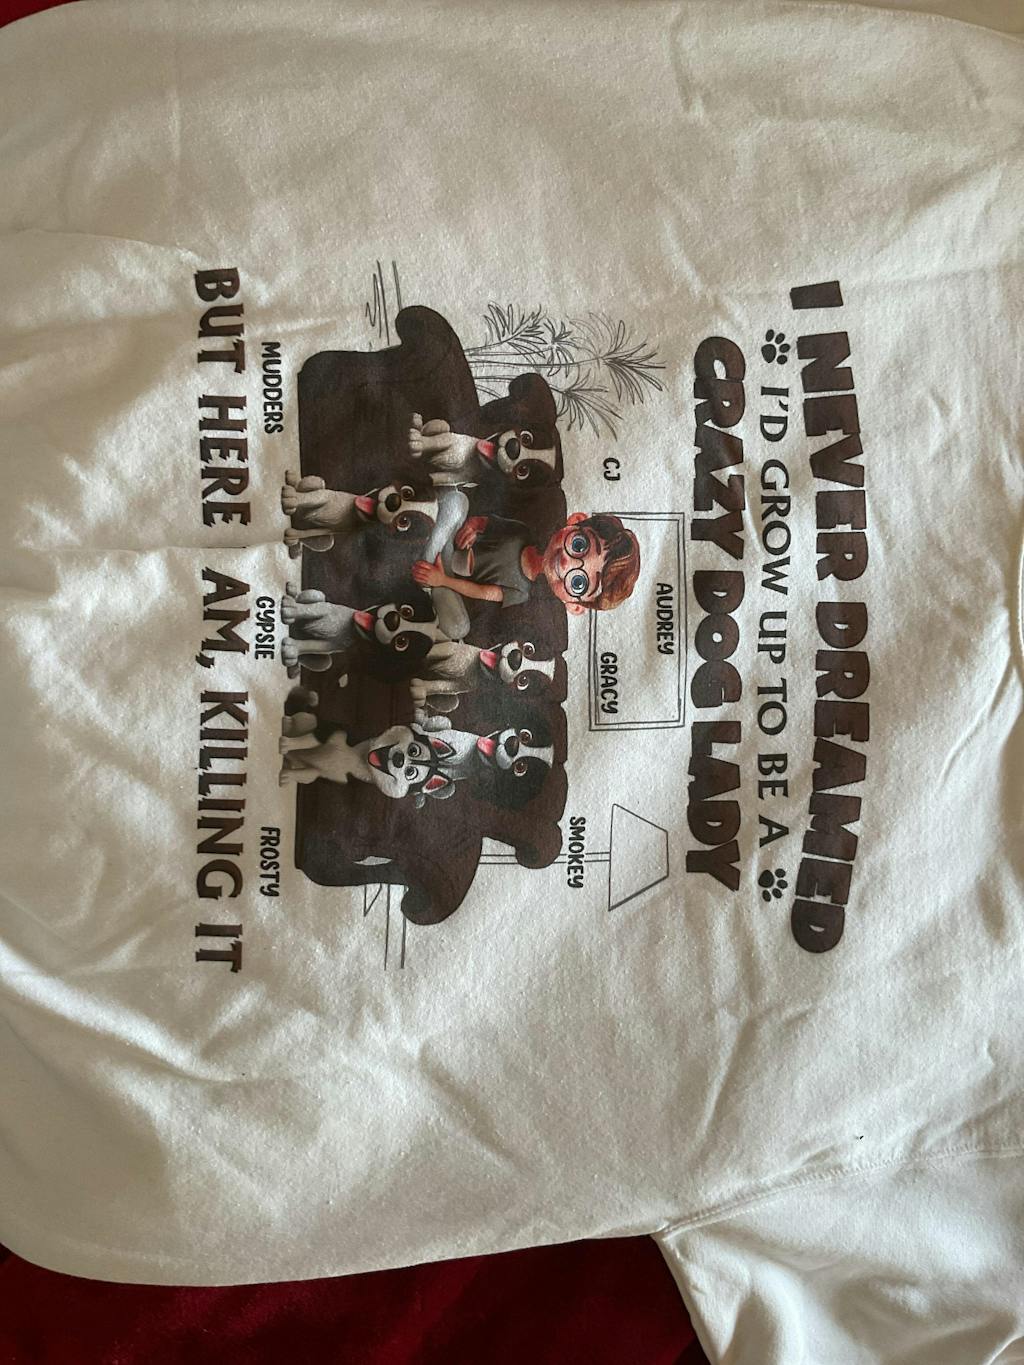 I NEVER DREAMED
I'D GROW UP TO BE A
CRAZY DOG LADY
AUDREY
CJ
GRACY
SMOKEY
MUDDERS
GYPSIE
FROSTY
BUT HERE I AM, KILLING IT